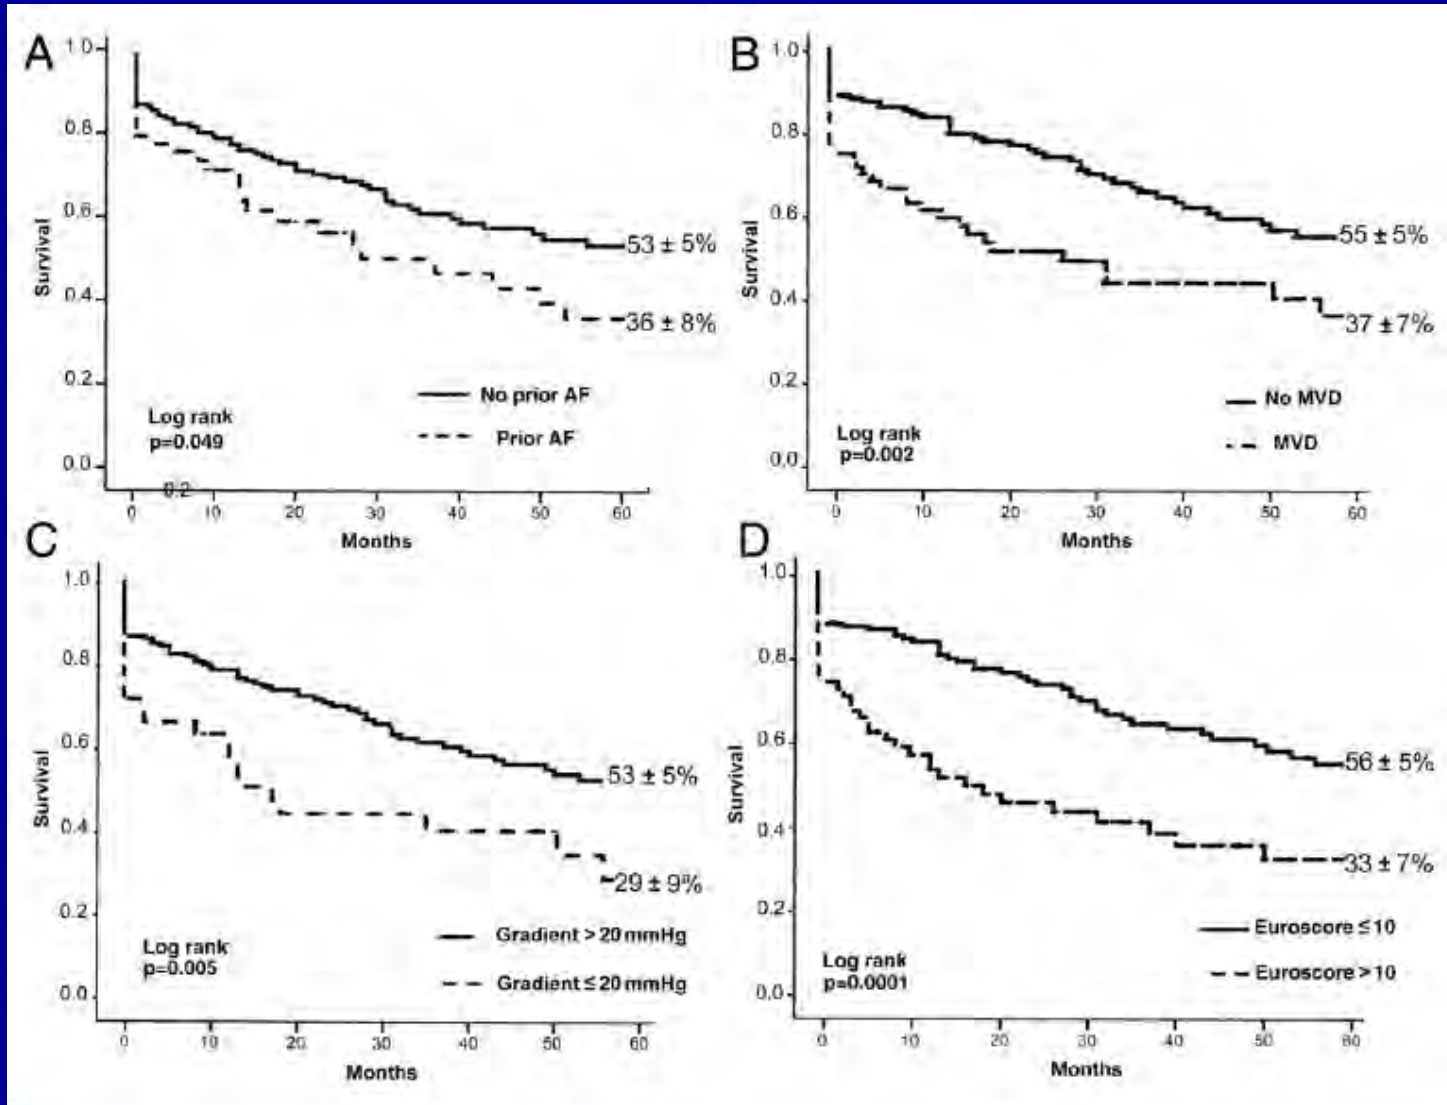 A
1.0
0.8
0.6
0.4
0.2
0.0
Survival
53 ± 5%
36 ± 8%
No prior AF
Prior AF
Log rank
p=0.049
0.2
0 10 20 30 40 50 60
Months
B
1.0
0.8
0.6
0.4
0.2
0.0
Survival
55 ± 5%
37 ± 7%
No MVD
MVD
Log rank
p=0.002
0 10 20 30 40 50 60
Months
C
1.0
0.8
0.6
0.4
0.2
0.0
Survival
53 ± 5%
29 ± 9%
Gradient > 20 mmHg
Gradient ≤ 20 mmHg
Log rank
p=0.005
0 10 20 30 40 50 60
Months
D
1.0
0.8
0.6
0.4
0.2
0.0
Survival
56 ± 5%
33 ± 7%
Euroscore ≤ 10
Euroscore > 10
Log rank
p=0.0001
0 10 20 30 40 50 60
Months